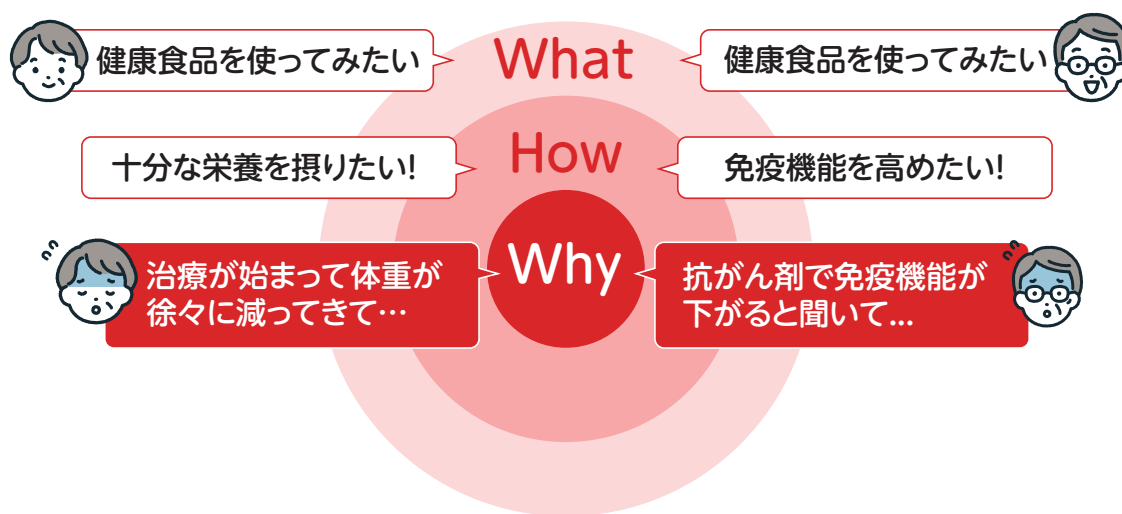 健康食品を使ってみたい
What
健康食品を使ってみたい
十分な栄養を摂りたい!
How
免疫機能を高めたい!
治療が始まって体重が
徐々に減ってきて…
Why
抗がん剤で免疫機能が
下がると聞いて...